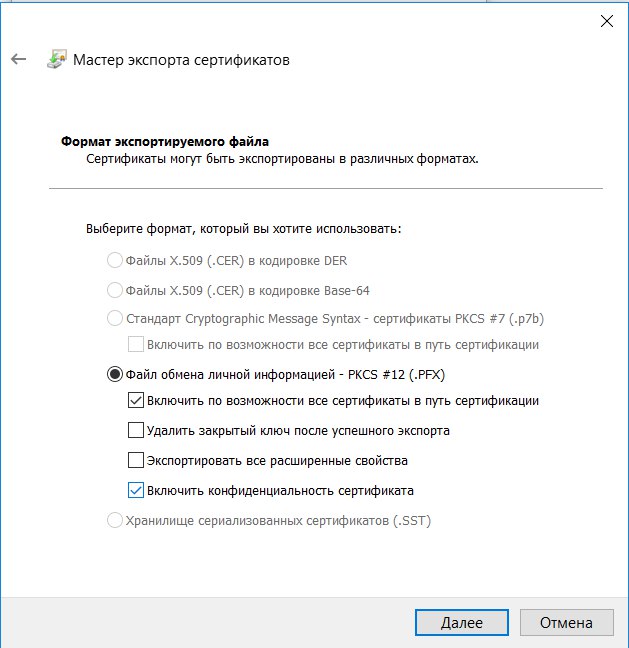 Мастер экспорта сертификатов
Формат экспортируемого файла
Сертификаты могут быть экспортированы в различных форматах.
Выберите формат, который вы хотите использовать:
Файлы X.509 (.CER) в кодировке DER
Файлы X.509 (.CER) в кодировке Base-64
Стандарт Cryptographic Message Syntax - сертификаты PKCS #7 (.p7b)
Включить по возможности все сертификаты в путь сертификации
Файл обмена личной информацией - PKCS #12 (.PFX)
Включить по возможности все сертификаты в путь сертификации
Удалить закрытый ключ после успешного экспорта
Экспортировать все расширенные свойства
Включить конфиденциальность сертификата
Хранилище сериализованных сертификатов (.SST)
Далее
Отмена